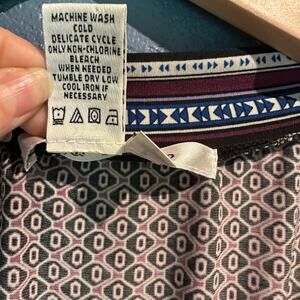 MACHINE WASH
COLD
DELICATE CYCLE
ONLY NON-CHLORINE
BLEACH
WHEN NEEDED
TUMBLE DRY LOW
COOL IRON IF
NECESSARY